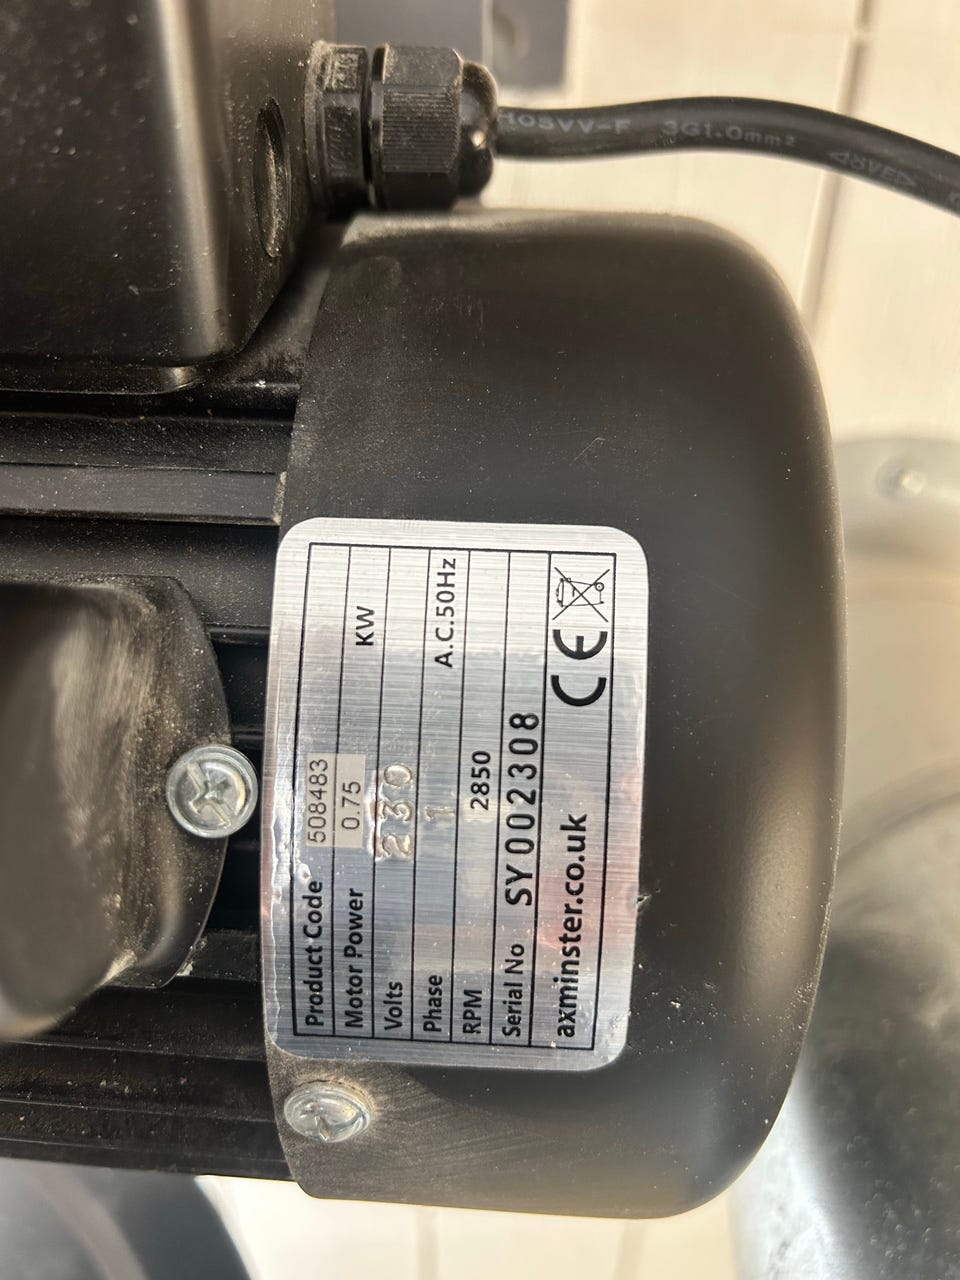 H05VV-F 3G1.0mm²
Product Code 508483
Motor Power 0.75 KW
Volts 230
Phase 1 A.C.50Hz
RPM 2850
Serial No SY002308
axminster.co.uk CE